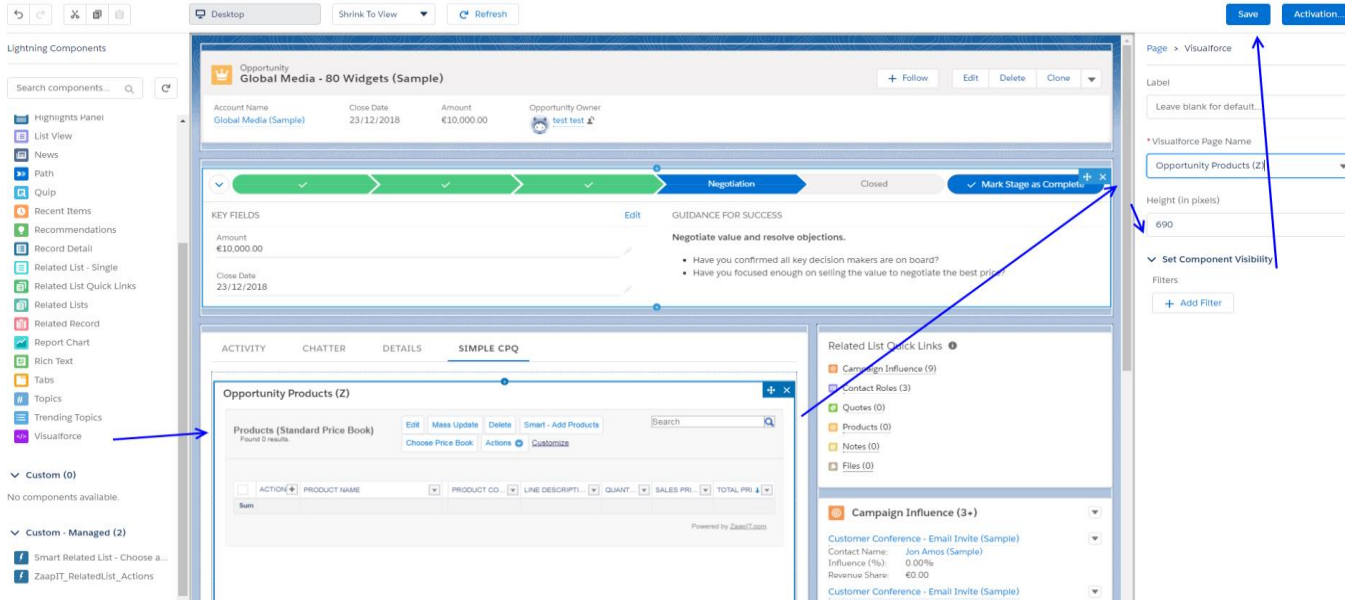 Desktop
Shrink To View
Refresh
Save
Activation...
Lightning Components
Search components...
Highlights Panel
List View
News
Path
Quip
Recent Items
Recommendations
Record Detail
Related List - Single
Related List Quick Links
Related Lists
Related Record
Report Chart
Rich Text
Tabs
Topics
Trending Topics
Visualforce
Custom (0)
No components available.
Custom - Managed (2)
Smart Related List - Choose a...
ZaapIT_RelatedList_Actions
Opportunity
Global Media - 80 Widgets (Sample)
+ Follow
Edit
Delete
Clone
Account Name
Close Date
Amount
Opportunity Owner
Global Media (Sample)
23/12/2018
€10,000.00
test test
Negotiation
Closed
Mark Stage as Complete
KEY FIELDS
Edit
GUIDANCE FOR SUCCESS
Amount
€10,000.00
Close Date
23/12/2018
Negotiate value and resolve objections.
• Have you confirmed all key decision makers are on board?
• Have you focused enough on selling the value to negotiate the best price?
ACTIVITY
CHATTER
DETAILS
SIMPLE CPQ
Opportunity Products (Z)
Products (Standard Price Book)
Found 0 results.
Edit
Mass Update
Delete
Smart - Add Products
Choose Price Book
Actions
Customize
Search
ACTION
PRODUCT NAME
PRODUCT CO...
LINE DESCRIPTI...
QUANT...
SALES PRI...
TOTAL PRI
Sum
Powered by ZaapIT.com
Related List Quick Links
Campaign Influence (9)
Contact Roles (3)
Quotes (0)
Products (0)
Notes (0)
Files (0)
Campaign Influence (3+)
Customer Conference - Email Invite (Sample)
Contact Name: Jon Amos (Sample)
Influence (%): 0.00%
Revenue Share: €0.00
Customer Conference - Email Invite (Sample)
Page > Visualforce
Label
Leave blank for default...
*Visualforce Page Name
Opportunity Products (Z)
Height (in pixels)
690
Set Component Visibility
Filters
+ Add Filter